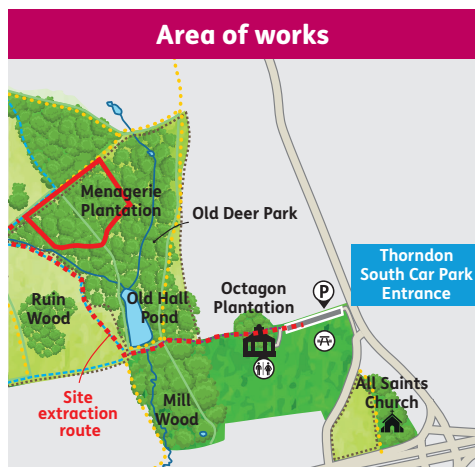 Area of works
Menagerie
Plantation
Old Deer Park
Thorndon
South Car Park
Entrance
Octagon
Plantation
P
Ruin
Wood
Old Hall
Pond
Site
extraction
route
Mill
Wood
All Saints
Church